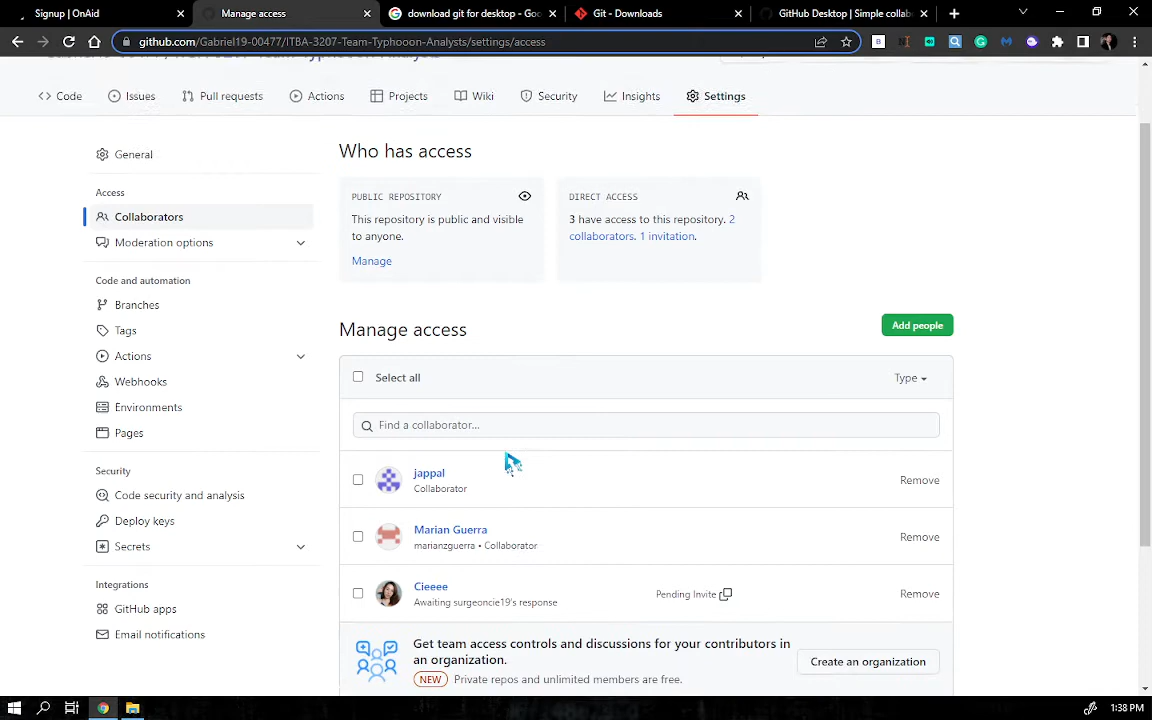 Signup | OnAid
Manage access
download git for desktop - Goo
Git - Downloads
GitHub Desktop | Simple collab
github.com/Gabriel19-00477/ITBA-3207-Team-Typhooon-Analysts/settings/access
Code
Issues
Pull requests
Actions
Projects
Wiki
Security
Insights
Settings
General
Access
Collaborators
Moderation options
Code and automation
Branches
Tags
Actions
Webhooks
Environments
Pages
Security
Code security and analysis
Deploy keys
Secrets
Integrations
GitHub apps
Email notifications
Who has access
PUBLIC REPOSITORY
This repository is public and visible
to anyone.
Manage
DIRECT ACCESS
3 have access to this repository. 2
collaborators. 1 invitation.
Manage access
Add people
Select all
Type
Find a collaborator...
jappal
Collaborator
Remove
Marian Guerra
marianzguerra • Collaborator
Remove
Cieeee
Awaiting surgeoncie19's response
Pending Invite
Remove
Get team access controls and discussions for your contributors in
an organization.
NEW Private repos and unlimited members are free.
Create an organization
1:38 PM